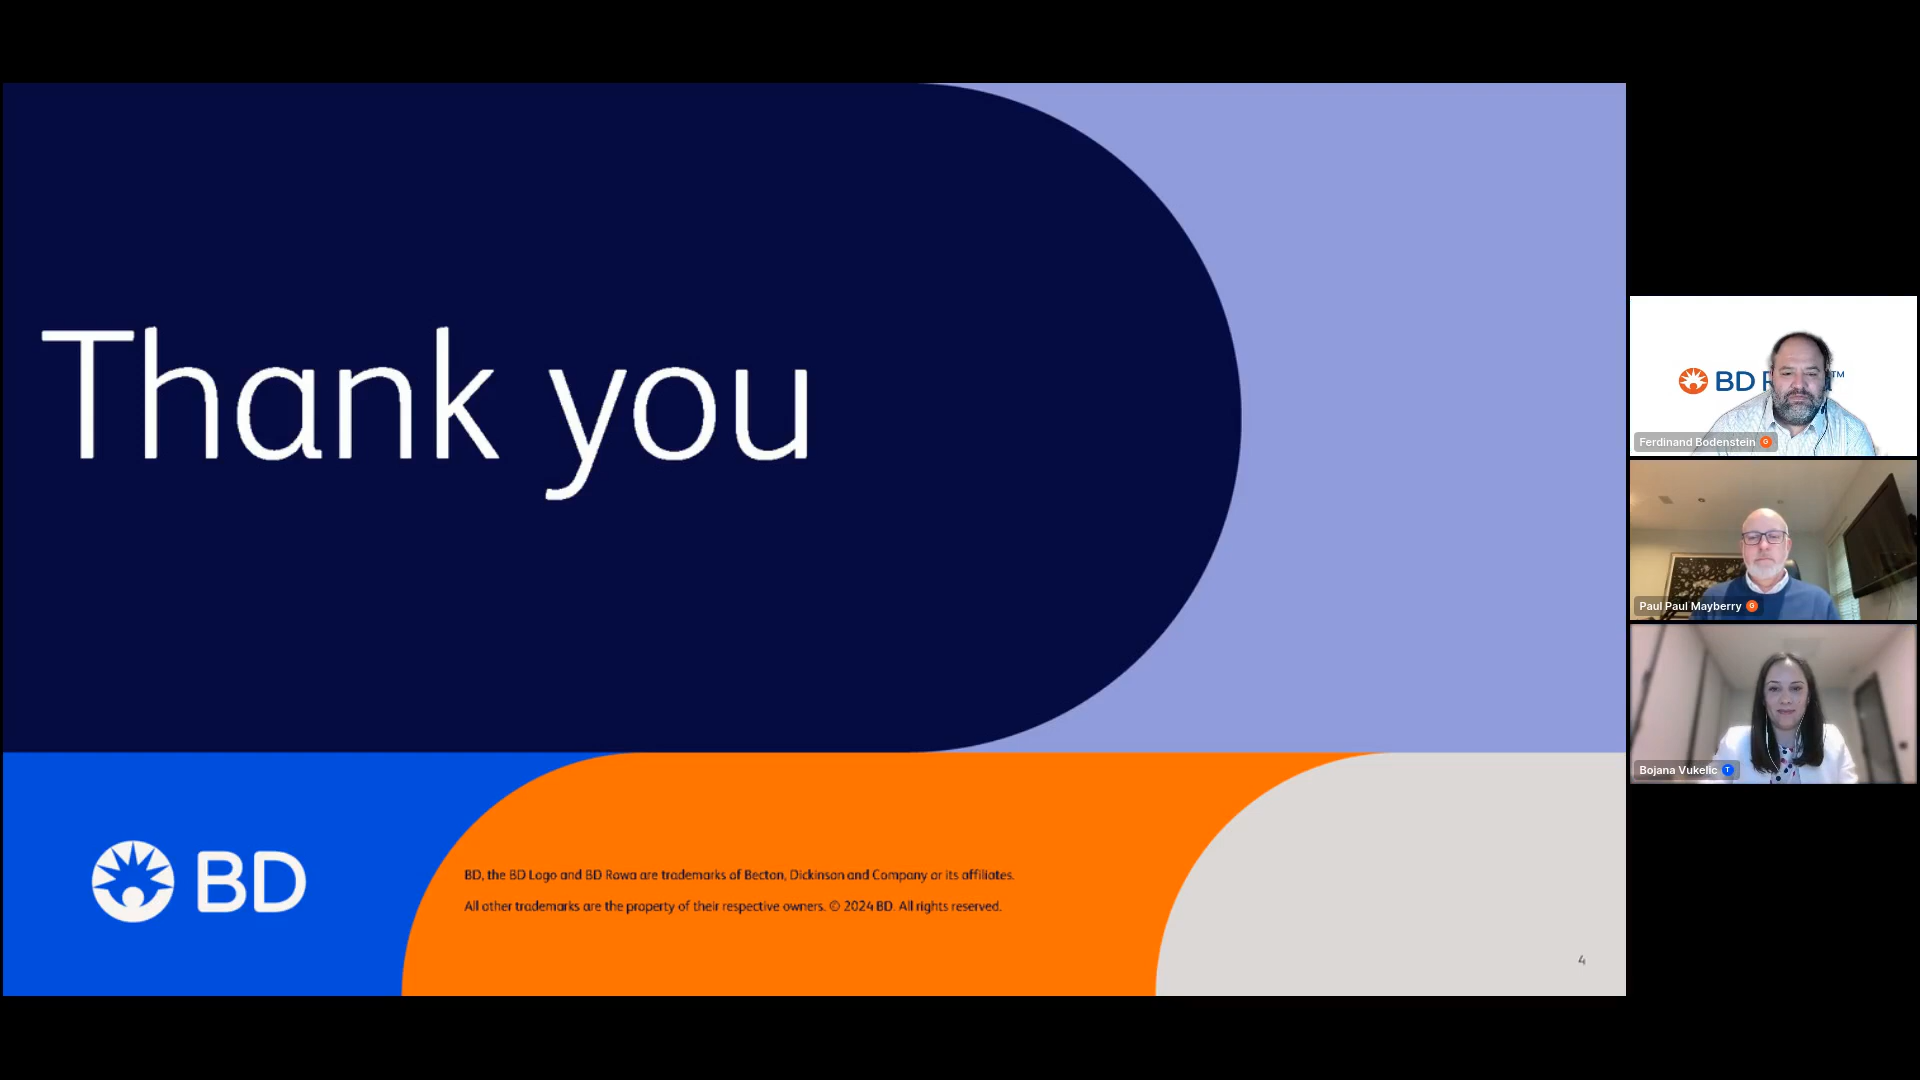 Thank you
BD
BD, the BD Logo and BD Rowa are trademarks of Becton, Dickinson and Company or its affiliates.
All other trademarks are the property of their respective owners. © 2024 BD. All rights reserved.
4
BD R ™
Ferdinand Bodenstein G
Paul Paul Mayberry G
Bojana Vukelic T